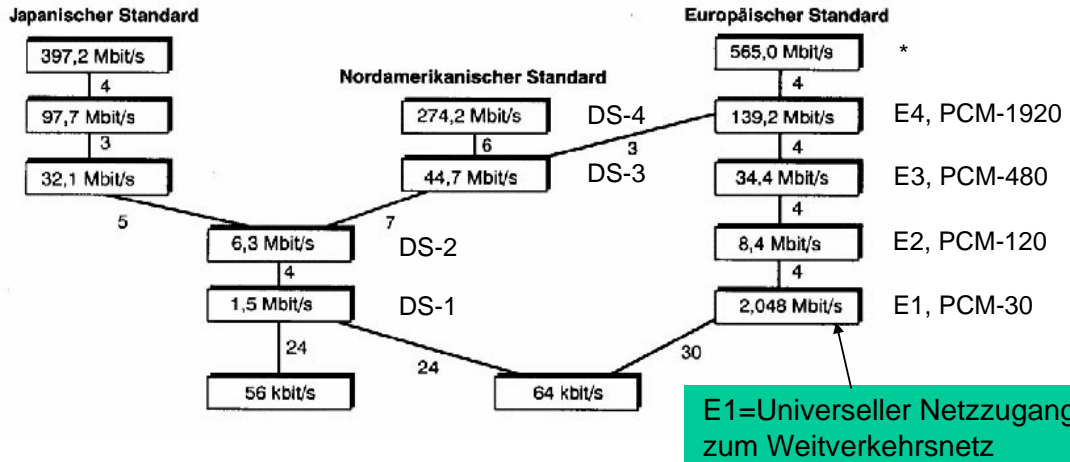 Japanischer Standard
Europäischer Standard
397,2 Mbit/s
565,0 Mbit/s
*
4
Nordamerikanischer Standard
4
97,7 Mbit/s
274,2 Mbit/s
DS-4
139,2 Mbit/s
E4, PCM-1920
3
6
3
4
32,1 Mbit/s
44,7 Mbit/s
DS-3
34,4 Mbit/s
E3, PCM-480
5
7
4
6,3 Mbit/s
DS-2
8,4 Mbit/s
E2, PCM-120
4
4
1,5 Mbit/s
DS-1
2,048 Mbit/s
E1, PCM-30
24
24
30
56 kbit/s
64 kbit/s
E1=Universeller Netzzugang
zum Weitverkehrsnetz